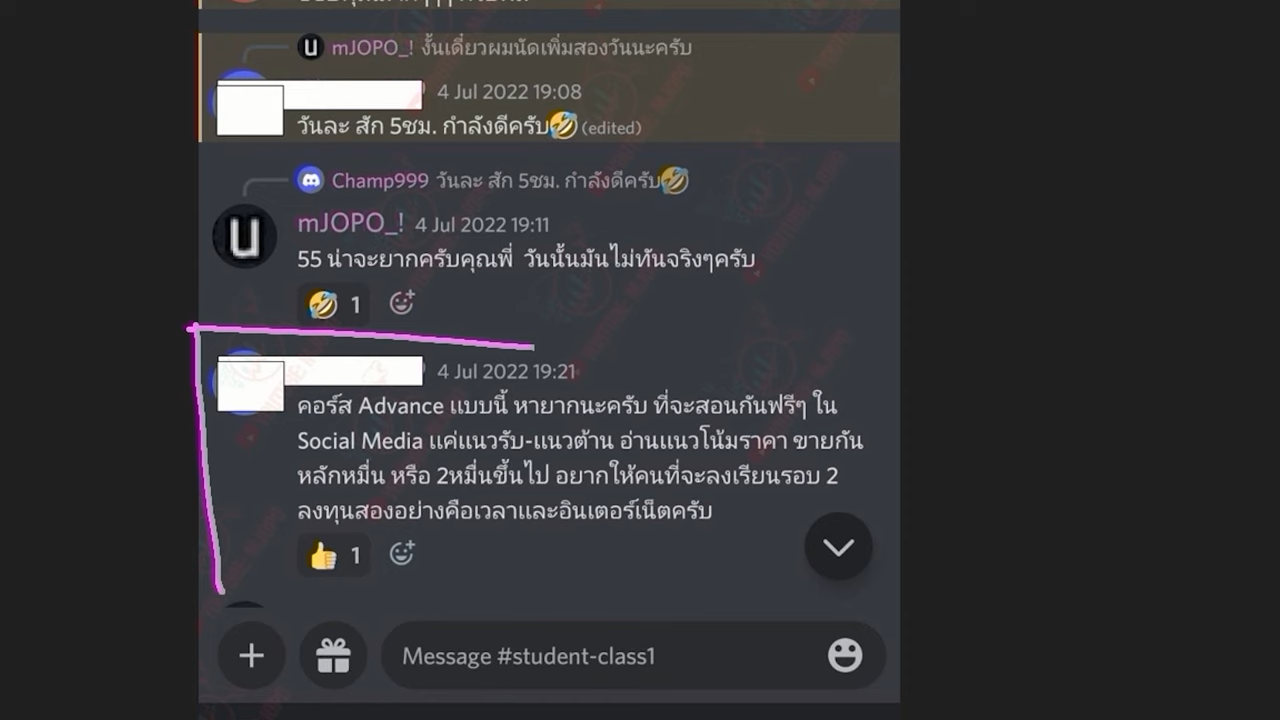 mJOPO_! งั้นเดี๋ยวผมนัดเพิ่มสองวันนะครับ
4 Jul 2022 19:08
วันละ สัก 5ชม. กำลังดีครับ🤣 (edited)
Champ999 วันละ สัก 5ชม. กำลังดีครับ🤣
mJOPO_! 4 Jul 2022 19:11
55 น่าจะยากครับคุณพี่ วันนั้นมันไม่ทันจริงๆครับ
🤣 1
4 Jul 2022 19:21
คอร์ส Advance แบบนี้ หายากนะครับ ที่จะสอนกันฟรีๆ ใน
Social Media แค่แนวรับ-แนวต้าน อ่านแนวโน้มราคา ขายกัน
หลักหมื่น หรือ 2หมื่นขึ้นไป อยากให้คนที่จะลงเรียนรอบ 2
ลงทุนสองอย่างคือเวลาและอินเตอร์เน็ตครับ
👍 1
Message #student-class1